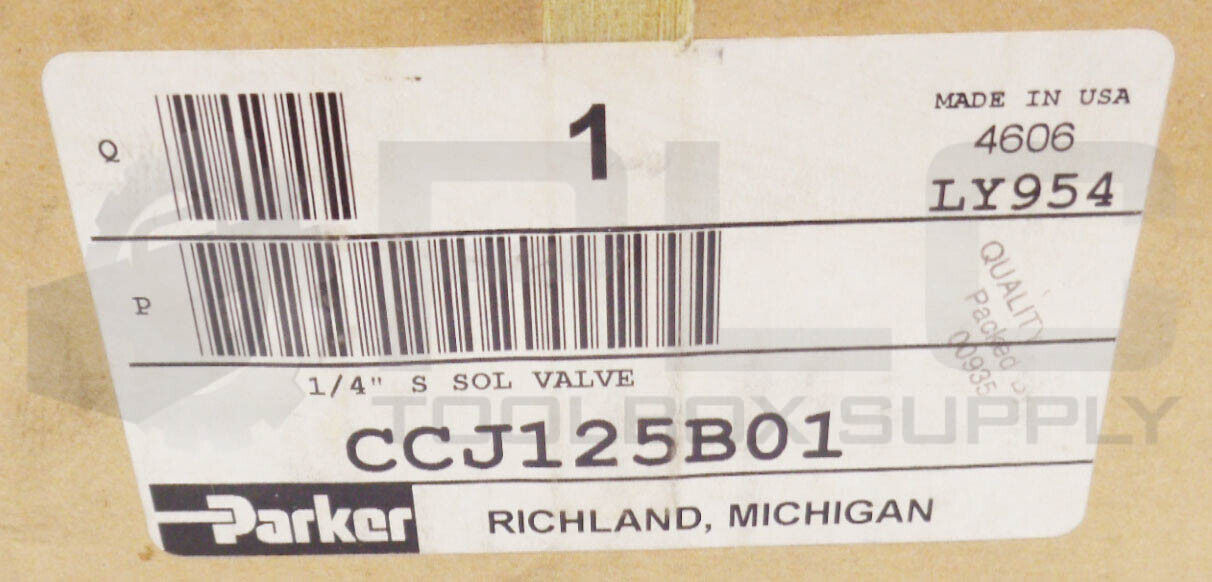 Q
1
MADE IN USA
4606
LY954
P
QUALITY
Packed
00935
1/4" S SOL VALVE
CCJ125B01
Parker
RICHLAND, MICHIGAN
PLC
TOOLBOX SUPPLY